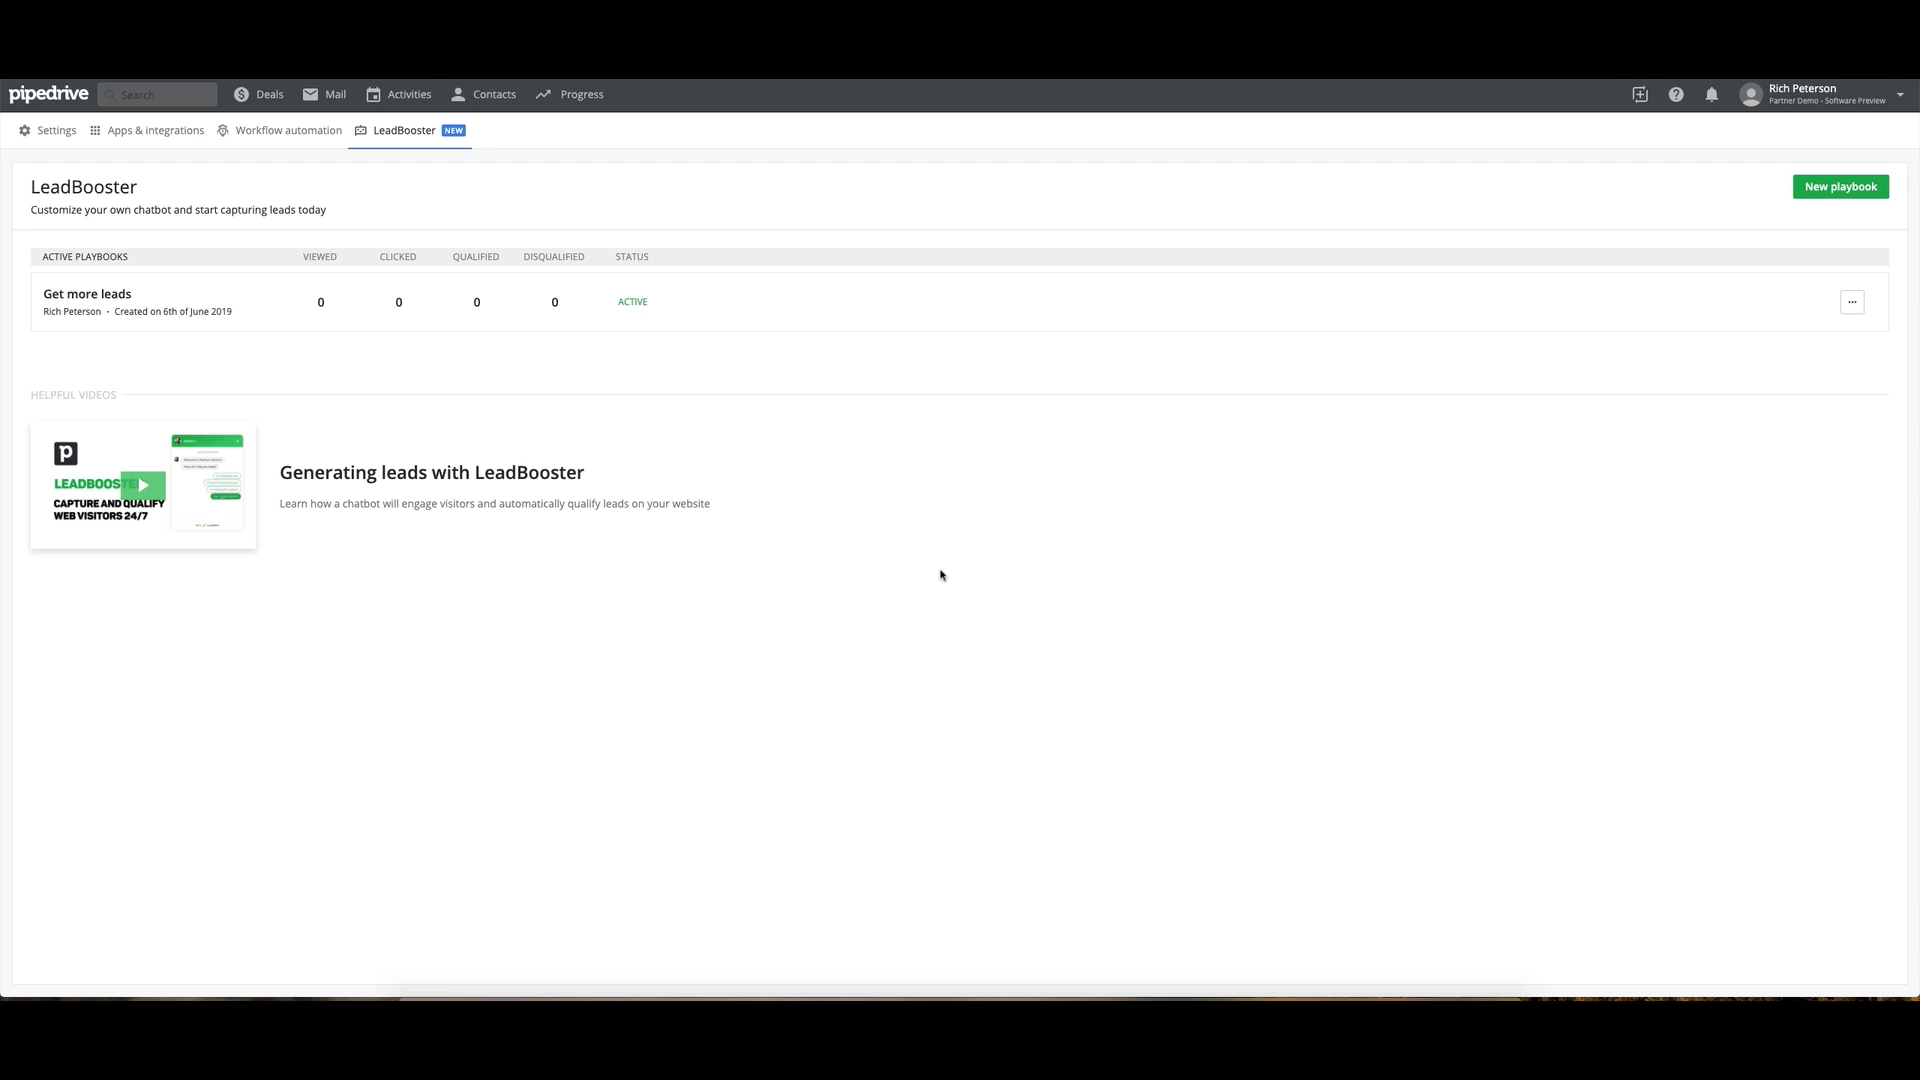 pipedrive
Search
Deals
Mail
Activities
Contacts
Progress
Rich Peterson
Partner Demo - Software Preview
Settings
Apps & integrations
Workflow automation
LeadBooster NEW
LeadBooster
Customize your own chatbot and start capturing leads today
New playbook
ACTIVE PLAYBOOKS VIEWED CLICKED QUALIFIED DISQUALIFIED STATUS
Get more leads
Rich Peterson · Created on 6th of June 2019
0 0 0 0 ACTIVE
...
HELPFUL VIDEOS
p
CAPTURE AND QUALIFY
WEB VISITORS 24/7
Generating leads with LeadBooster
Learn how a chatbot will engage visitors and automatically qualify leads on your website